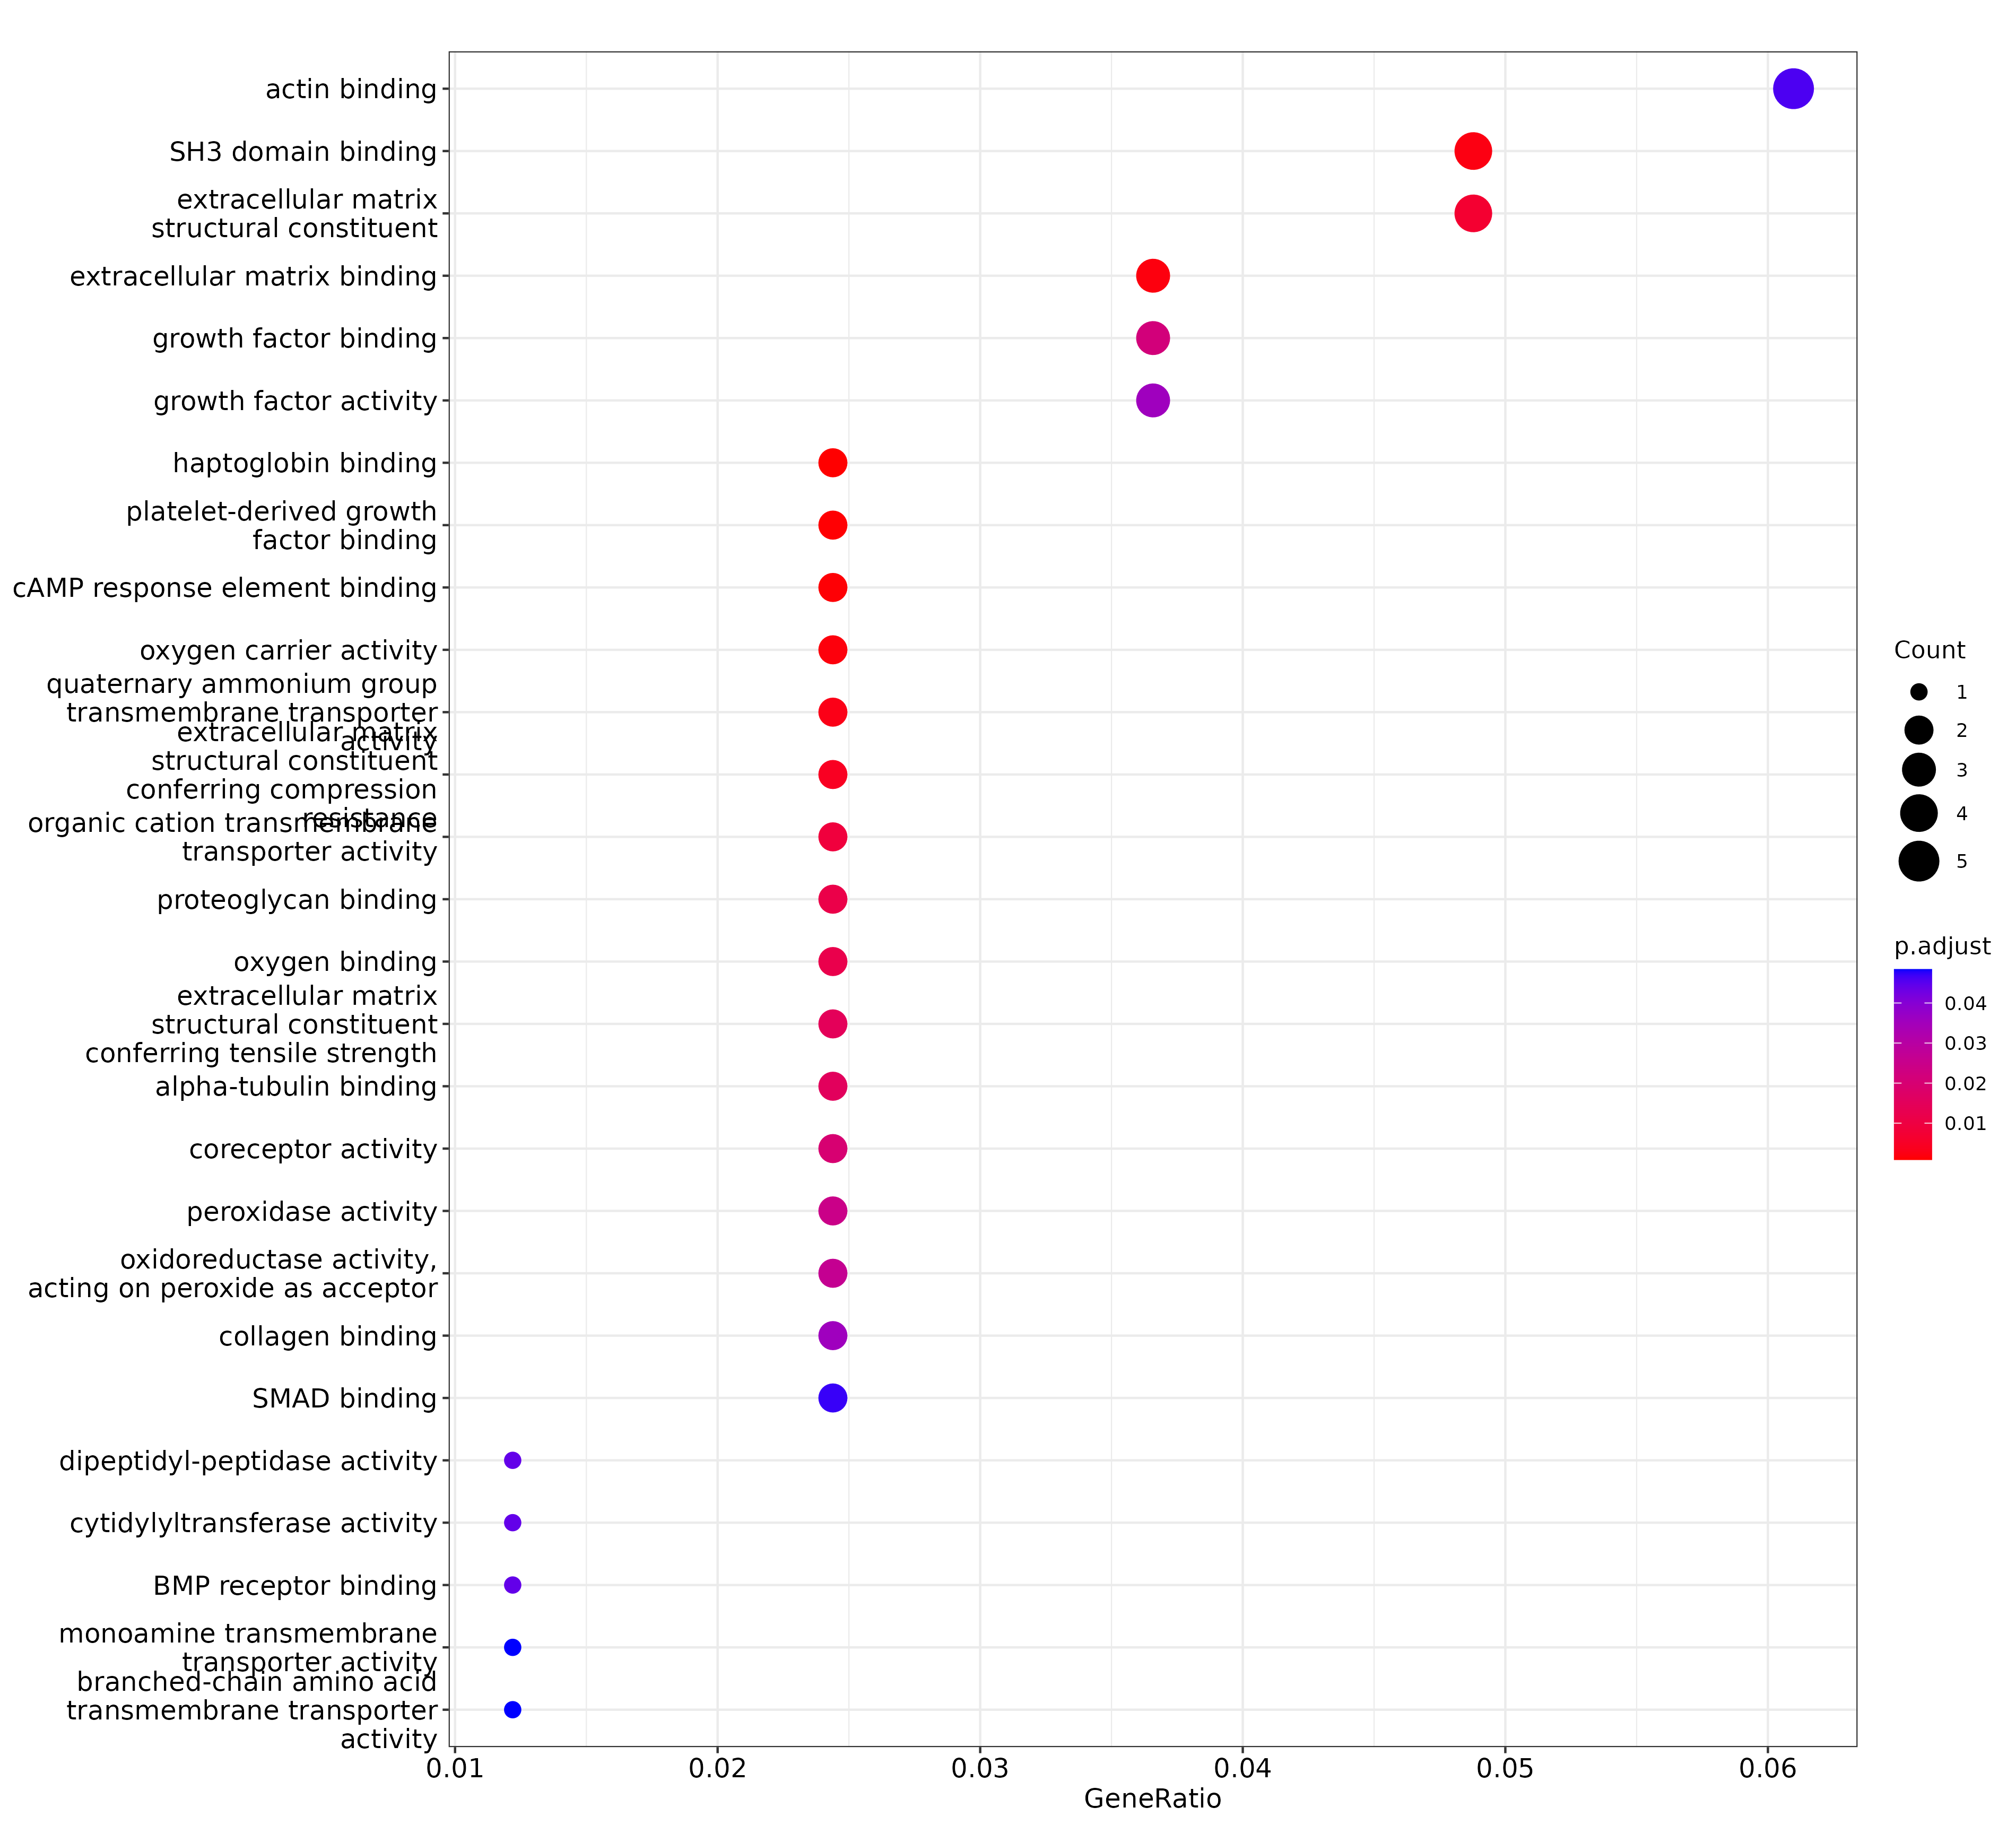 actin binding
SH3 domain binding
extracellular matrix
structural constituent
extracellular matrix binding
growth factor binding
growth factor activity
haptoglobin binding
platelet-derived growth
factor binding
cAMP response element binding
oxygen carrier activity
quaternary ammonium group
transmembrane transporter
activity
extracellular matrix
structural constituent
conferring compression
resistance
organic cation transmembrane
transporter activity
proteoglycan binding
oxygen binding
extracellular matrix
structural constituent
conferring tensile strength
alpha-tubulin binding
coreceptor activity
peroxidase activity
oxidoreductase activity,
acting on peroxide as acceptor
collagen binding
SMAD binding
dipeptidyl-peptidase activity
cytidylyltransferase activity
BMP receptor binding
monoamine transmembrane
transporter activity
branched-chain amino acid
transmembrane transporter
activity
0.01 0.02 0.03 0.04 0.05 0.06
GeneRatio
Count
1
2
3
4
5
p.adjust
0.04
0.03
0.02
0.01